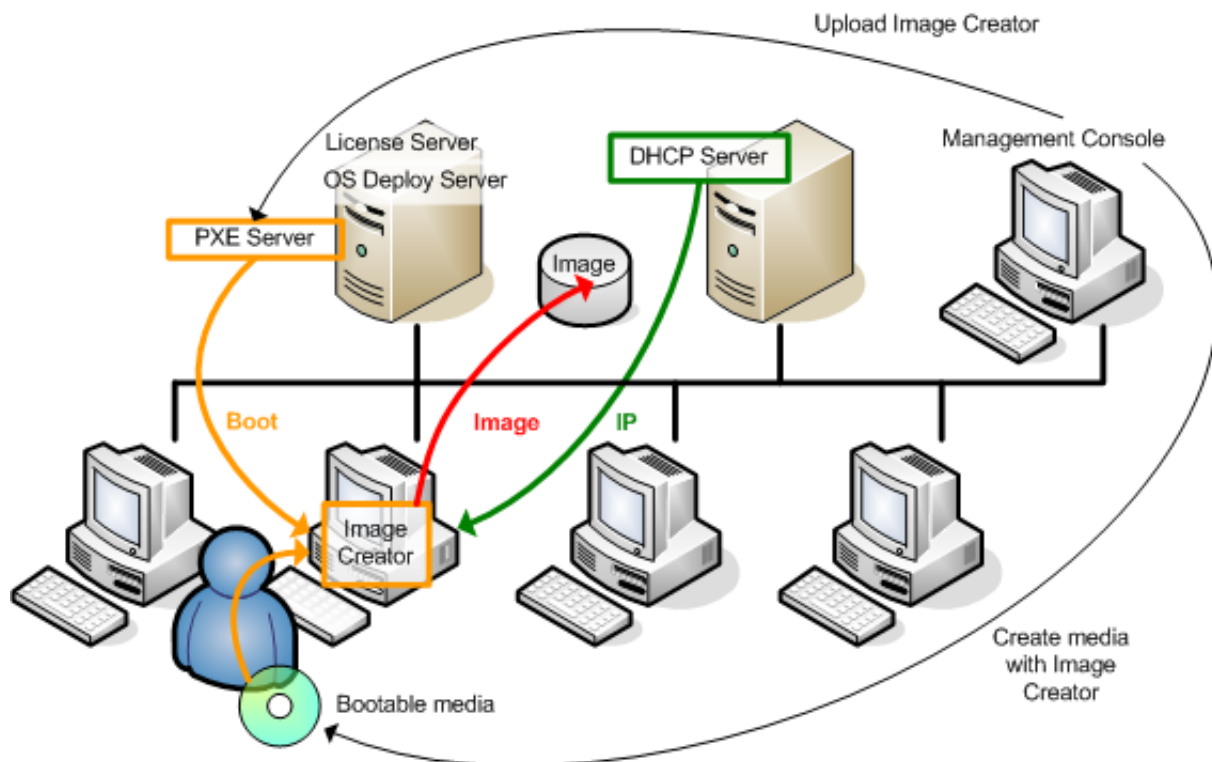 Upload Image Creator
License Server
OS Deploy Server
DHCP Server
Management Console
PXE Server
Image
Boot
Image
IP
Image
Creator
Create media
with Image
Creator
Bootable media